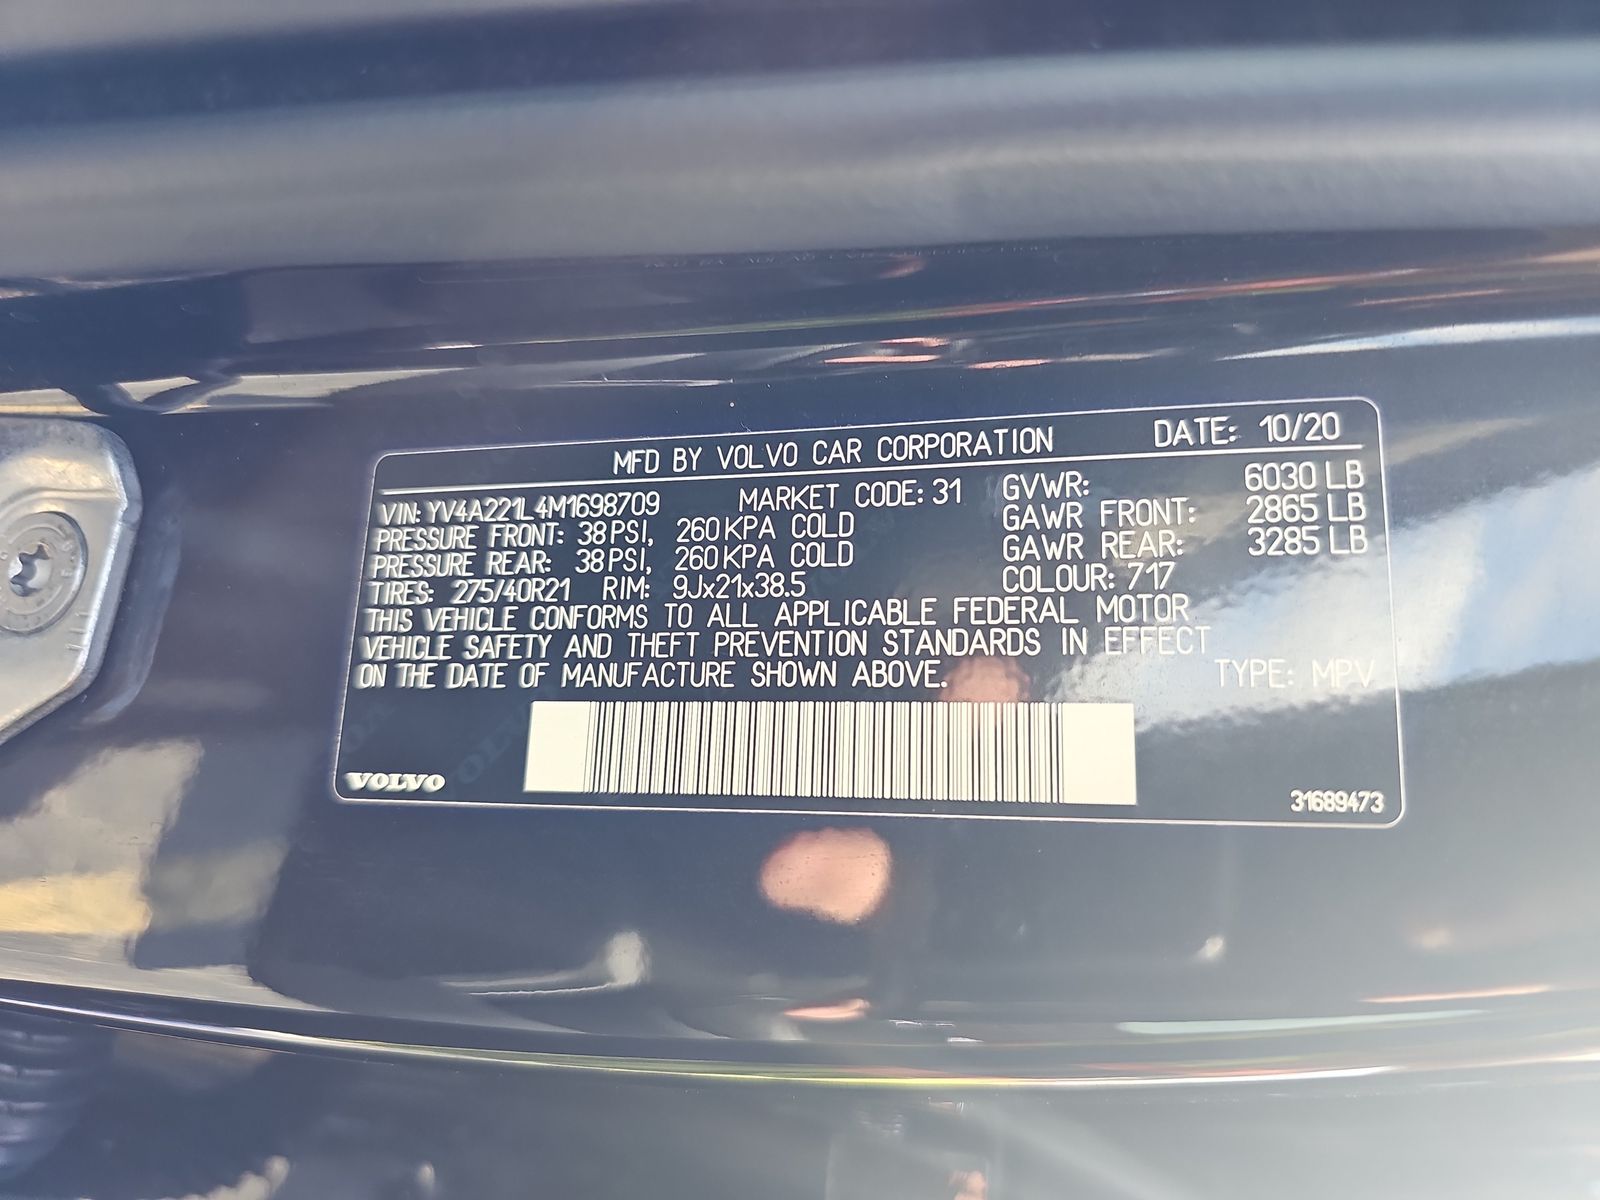 MFD BY VOLVO CAR CORPORATION DATE: 10/20
VIN: YV4A221L4M1698709 MARKET CODE: 31 GVWR: 6030 LB
PRESSURE FRONT: 38 PSI, 260 KPA COLD GAWR FRONT: 2865 LB
PRESSURE REAR: 38 PSI, 260 KPA COLD GAWR REAR: 3285 LB
TIRES: 275/40R21 RIM: 9Jx21x38.5 COLOUR: 717
THIS VEHICLE CONFORMS TO ALL APPLICABLE FEDERAL MOTOR
VEHICLE SAFETY AND THEFT PREVENTION STANDARDS IN EFFECT
ON THE DATE OF MANUFACTURE SHOWN ABOVE. TYPE: MPV
VOLVO 31689473